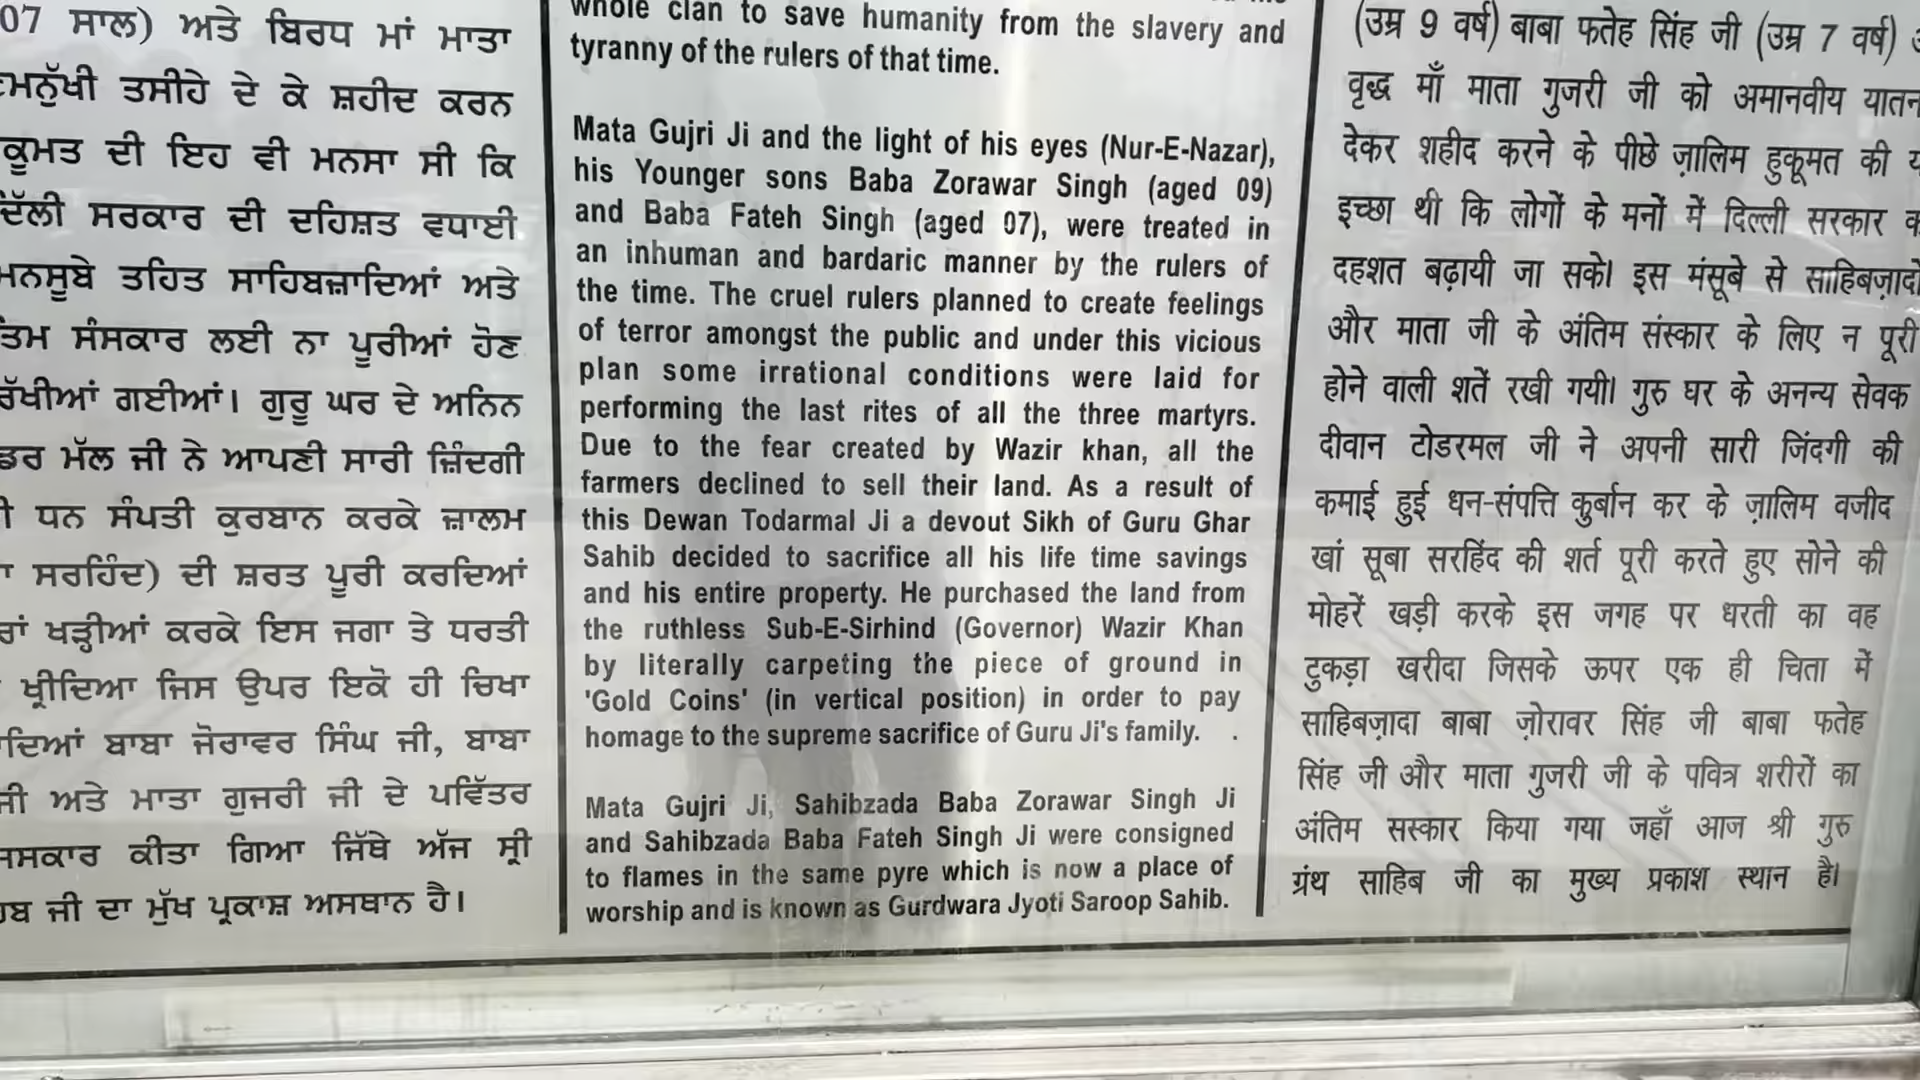 07 ਸਾਲ) ਅਤੇ ਬਿਰਧ ਮਾਂ ਮਾਤਾ
ਤਸੀਹੇ ਦੇ ਕੇ ਸ਼ਹੀਦ ਕਰਨ
ਦੀ ਇਹ ਵੀ ਮਨਸਾ ਸੀ ਕਿ
ਸਰਕਾਰ ਦੀ ਦਹਿਸ਼ਤ ਵਧਾਈ
ਤਹਿਤ ਸਾਹਿਬਜ਼ਾਦਿਆਂ ਅਤੇ
ਸੰਸਕਾਰ ਲਈ ਨਾ ਪੂਰੀਆਂ ਹੋਣ
ਗਈਆਂ। ਗੁਰੂ ਘਰ ਦੇ ਅਨਿਨ
ਮੱਲ ਜੀ ਨੇ ਆਪਣੀ ਸਾਰੀ ਜ਼ਿੰਦਗੀ
ਧਨ ਸੰਪਤੀ ਕੁਰਬਾਨ ਕਰਕੇ ਜ਼ਾਲਮ
ਸਰਹਿੰਦ) ਦੀ ਸ਼ਰਤ ਪੂਰੀ ਕਰਦਿਆਂ
ਖੜ੍ਹੀਆਂ ਕਰਕੇ ਇਸ ਜਗਾ ਤੇ ਧਰਤੀ
ਖ੍ਰੀਦਿਆ ਜਿਸ ਉਪਰ ਇਕੋ ਹੀ ਚਿਖਾ
ਬਾਬਾ ਜੋਰਾਵਰ ਸਿੰਘ ਜੀ, ਬਾਬਾ
ਜੀ ਅਤੇ ਮਾਤਾ ਗੁਜਰੀ ਜੀ ਦੇ ਪਵਿੱਤਰ
ਕੀਤਾ ਗਿਆ ਜਿੱਥੇ ਅੱਜ ਸ੍ਰੀ
ਜੀ ਦਾ ਮੁੱਖ ਪ੍ਰਕਾਸ਼ ਅਸਥਾਨ ਹੈ।
whole clan to save humanity from the slavery and
tyranny of the rulers of that time.
Mata Gujri Ji and the light of his eyes (Nur-E-Nazar),
his Younger sons Baba Zorawar Singh (aged 09)
and Baba Fateh Singh (aged 07), were treated in
an inhuman and bardaric manner by the rulers of
the time. The cruel rulers planned to create feelings
of terror amongst the public and under this vicious
plan some irrational conditions were laid for
performing the last rites of all the three martyrs.
Due to the fear created by Wazir khan, all the
farmers declined to sell their land. As a result of
this Dewan Todarmal Ji a devout Sikh of Guru Ghar
Sahib decided to sacrifice all his life time savings
and his entire property. He purchased the land from
the ruthless Sub-E-Sirhind (Governor) Wazir Khan
by literally carpeting the piece of ground in
'Gold Coins' (in vertical position) in order to pay
homage to the supreme sacrifice of Guru Ji's family. .
Mata Gujri Ji, Sahibzada Baba Zorawar Singh Ji
and Sahibzada Baba Fateh Singh Ji were consigned
to flames in the same pyre which is now a place of
worship and is known as Gurdwara Jyoti Saroop Sahib.
(उम्र 9 वर्ष) बाबा फतेह सिंह जी (उम्र 7 वर्ष)
वृद्ध माँ माता गुजरी जी को अमानवीय
देकर शहीद करने के पीछे ज़ालिम हुकूमत की
इच्छा थी कि लोगों के मनों में दिल्ली सरकार
दहशत बढ़ायी जा सके। इस मंसूबे से
और माता जी के अंतिम संस्कार के लिए न पूरी
होने वाली शर्तें रखी गयी। गुरु घर के अनन्य सेवक
दीवान टोडरमल जी ने अपनी सारी जिंदगी की
कमाई हुई धन-संपत्ति कुर्बान कर के ज़ालिम वजीद
खां सूबा सरहिंद की शर्त पूरी करते हुए सोने की
मोहरें खड़ी करके इस जगह पर धरती का वह
टुकड़ा खरीदा जिसके ऊपर एक ही चिता में
साहिबज़ादा बाबा ज़ोरावर सिंह जी बाबा फतेह
सिंह जी और माता गुजरी जी के पवित्र शरीरों का
अंतिम सस्कार किया गया जहाँ आज श्री गुरु
ग्रंथ साहिब जी का मुख्य प्रकाश स्थान है।